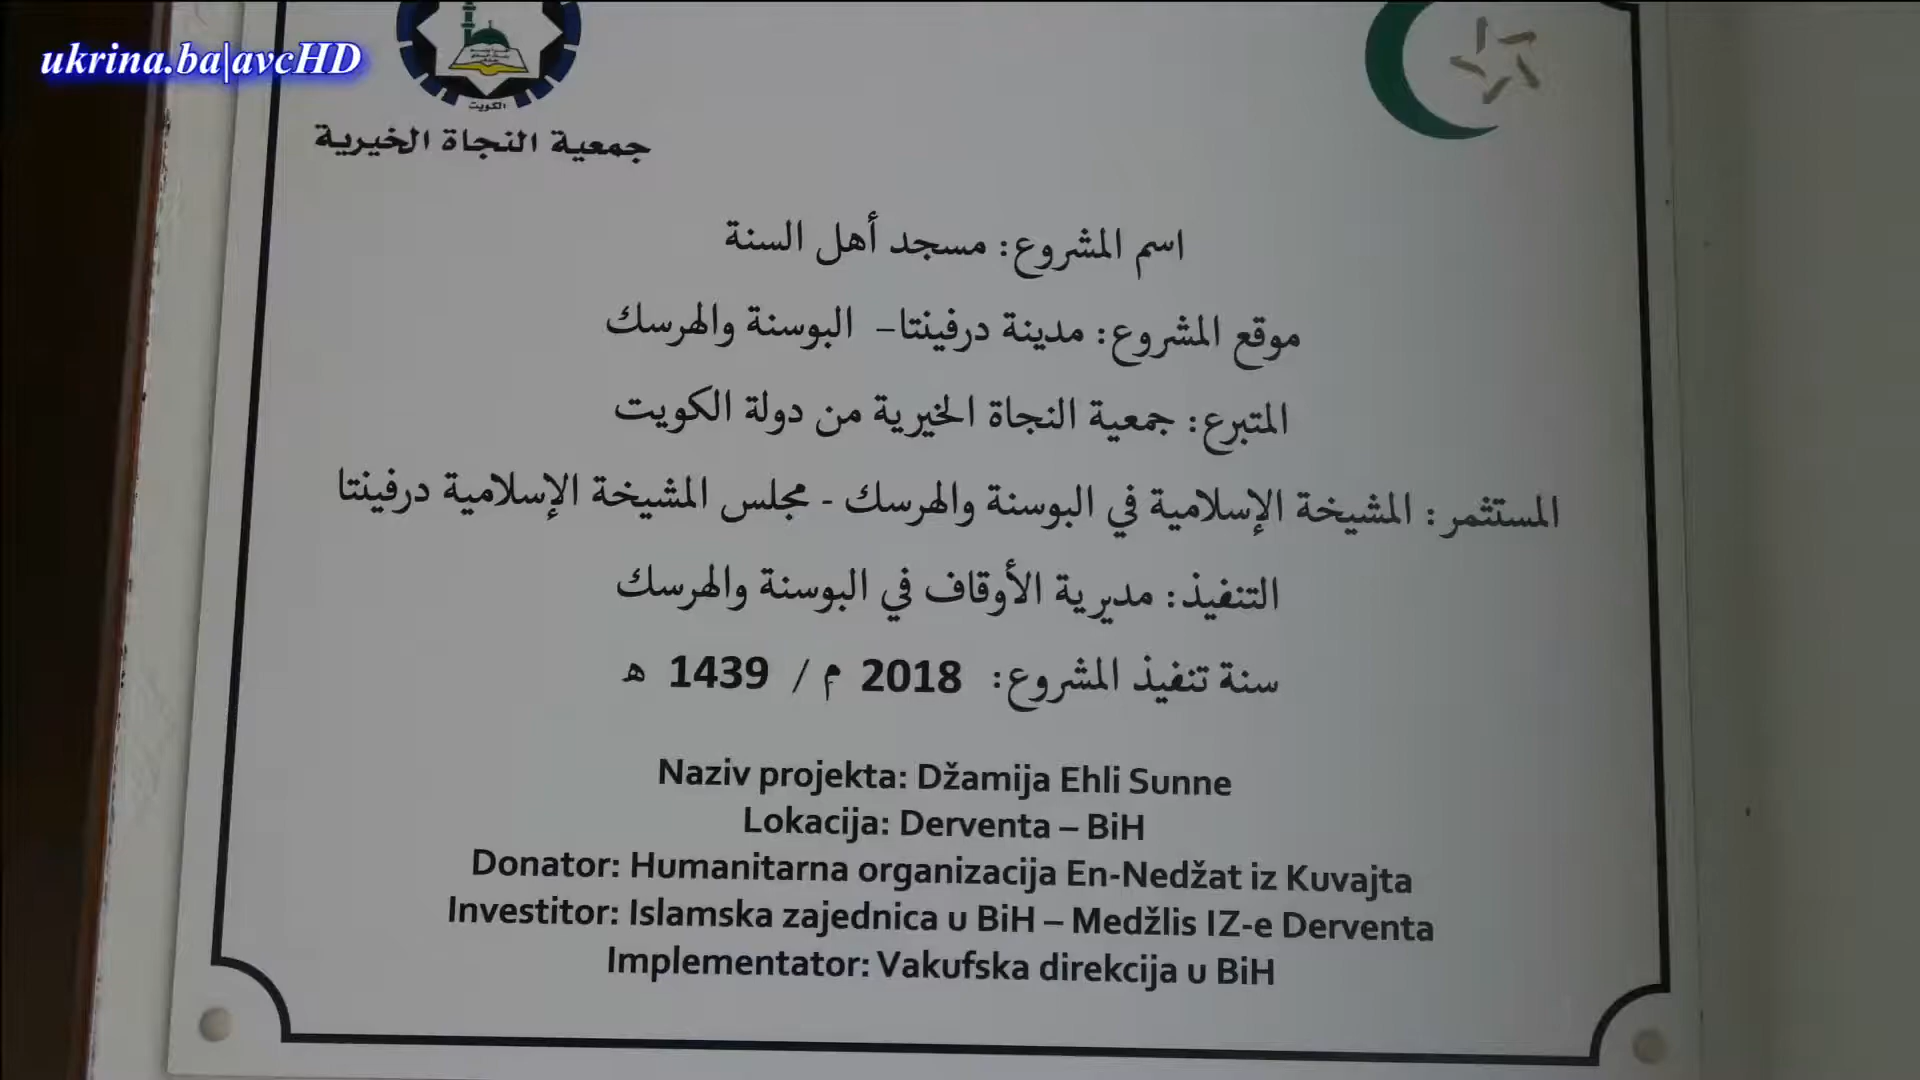 ukrina.ba|avcHD
الكويت
جمعية النجاة الخيرية
اسم المشروع: مسجد أهل السنة
موقع المشروع: مدينة درفينتا- البوسنة والهرسك
المتبرع: جمعية النجاة الخيرية من دولة الكويت
المستثمر: المشيخة الإسلامية في البوسنة والهرسك - مجلس المشيخة الإسلامية درفينتا
التنفيذ: مديرية الأوقاف في البوسنة والهرسك
سنة تنفيذ المشروع: 2018 م / 1439 ه
Naziv projekta: Džamija Ehli Sunne
Lokacija: Derventa – BiH
Donator: Humanitarna organizacija En-Nedžat iz Kuvajta
Investitor: Islamska zajednica u BiH – Medžlis IZ-e Derventa
Implementator: Vakufska direkcija u BiH